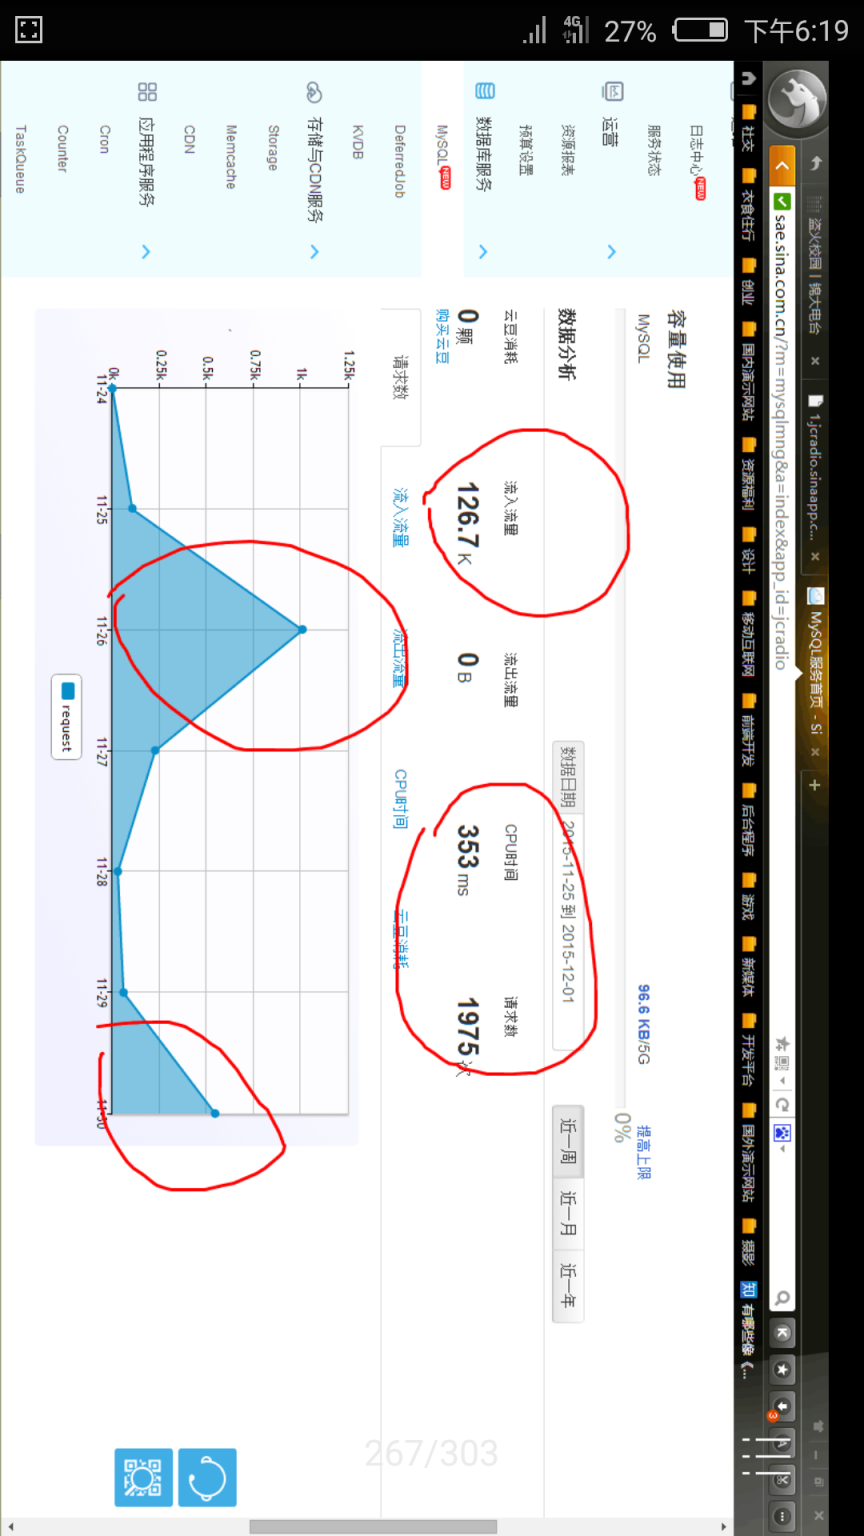 4G 27% 下午6:19
盗火校园丨锦大电台
1.jcradio.sinaapp.c...
MySQL服务首页 - Si
sae.sina.com.cn/?m=mysqlmng&a=index&app_id=jcradio
社交 衣食住行 创业 国内演示网站 资源福利 设计 移动互联网 前端开发 后台程序 游戏 新媒体 开发平台 国外演示网站 摄影 知 有哪些像《...
3
日志中心 NEW
服务状态
运营
资源报表
预算设置
数据库服务
MySQL NEW
DeferredJob
KVDB
存储与CDN服务
Storage
Memcache
CDN
应用程序服务
Cron
Counter
TaskQueue
容量使用
MySQL 96.6 KB/5G 提高上限
0%
数据分析 数据日期 2015-11-25 到 2015-12-01 近一周 近一月 近一年
云豆消耗 流入流量 流出流量 CPU时间 请求数
0 颗 126.7 K 0 B 353 ms 1975 次
购买云豆
请求数 流入流量 流出流量 CPU时间 云豆消耗
1.25k
1k
0.75k
0.5k
0.25k
0k
11-24 11-25 11-26 11-27 11-28 11-29 11-30
request
267/303